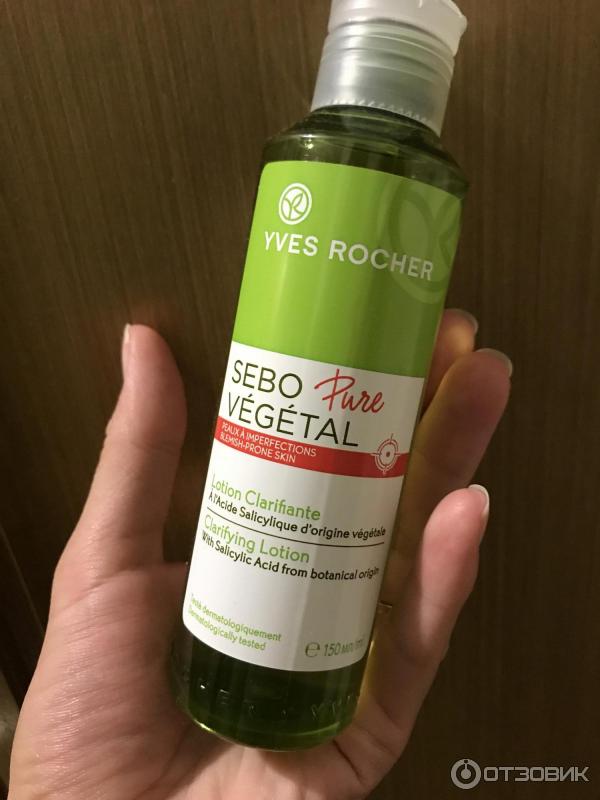 YVES ROCHER
SEBO Pure
VÉGÉTAL
PEAUX À IMPERFECTIONS
BLEMISH-PRONE SKIN
Lotion Clarifiante
À l'Acide Salicylique d'origine végétale
Clarifying Lotion
With Salicylic Acid from botanical origin
Testé dermatologiquement
Dermatologically tested
℮ 150 мл/ml
ОТЗОВИК